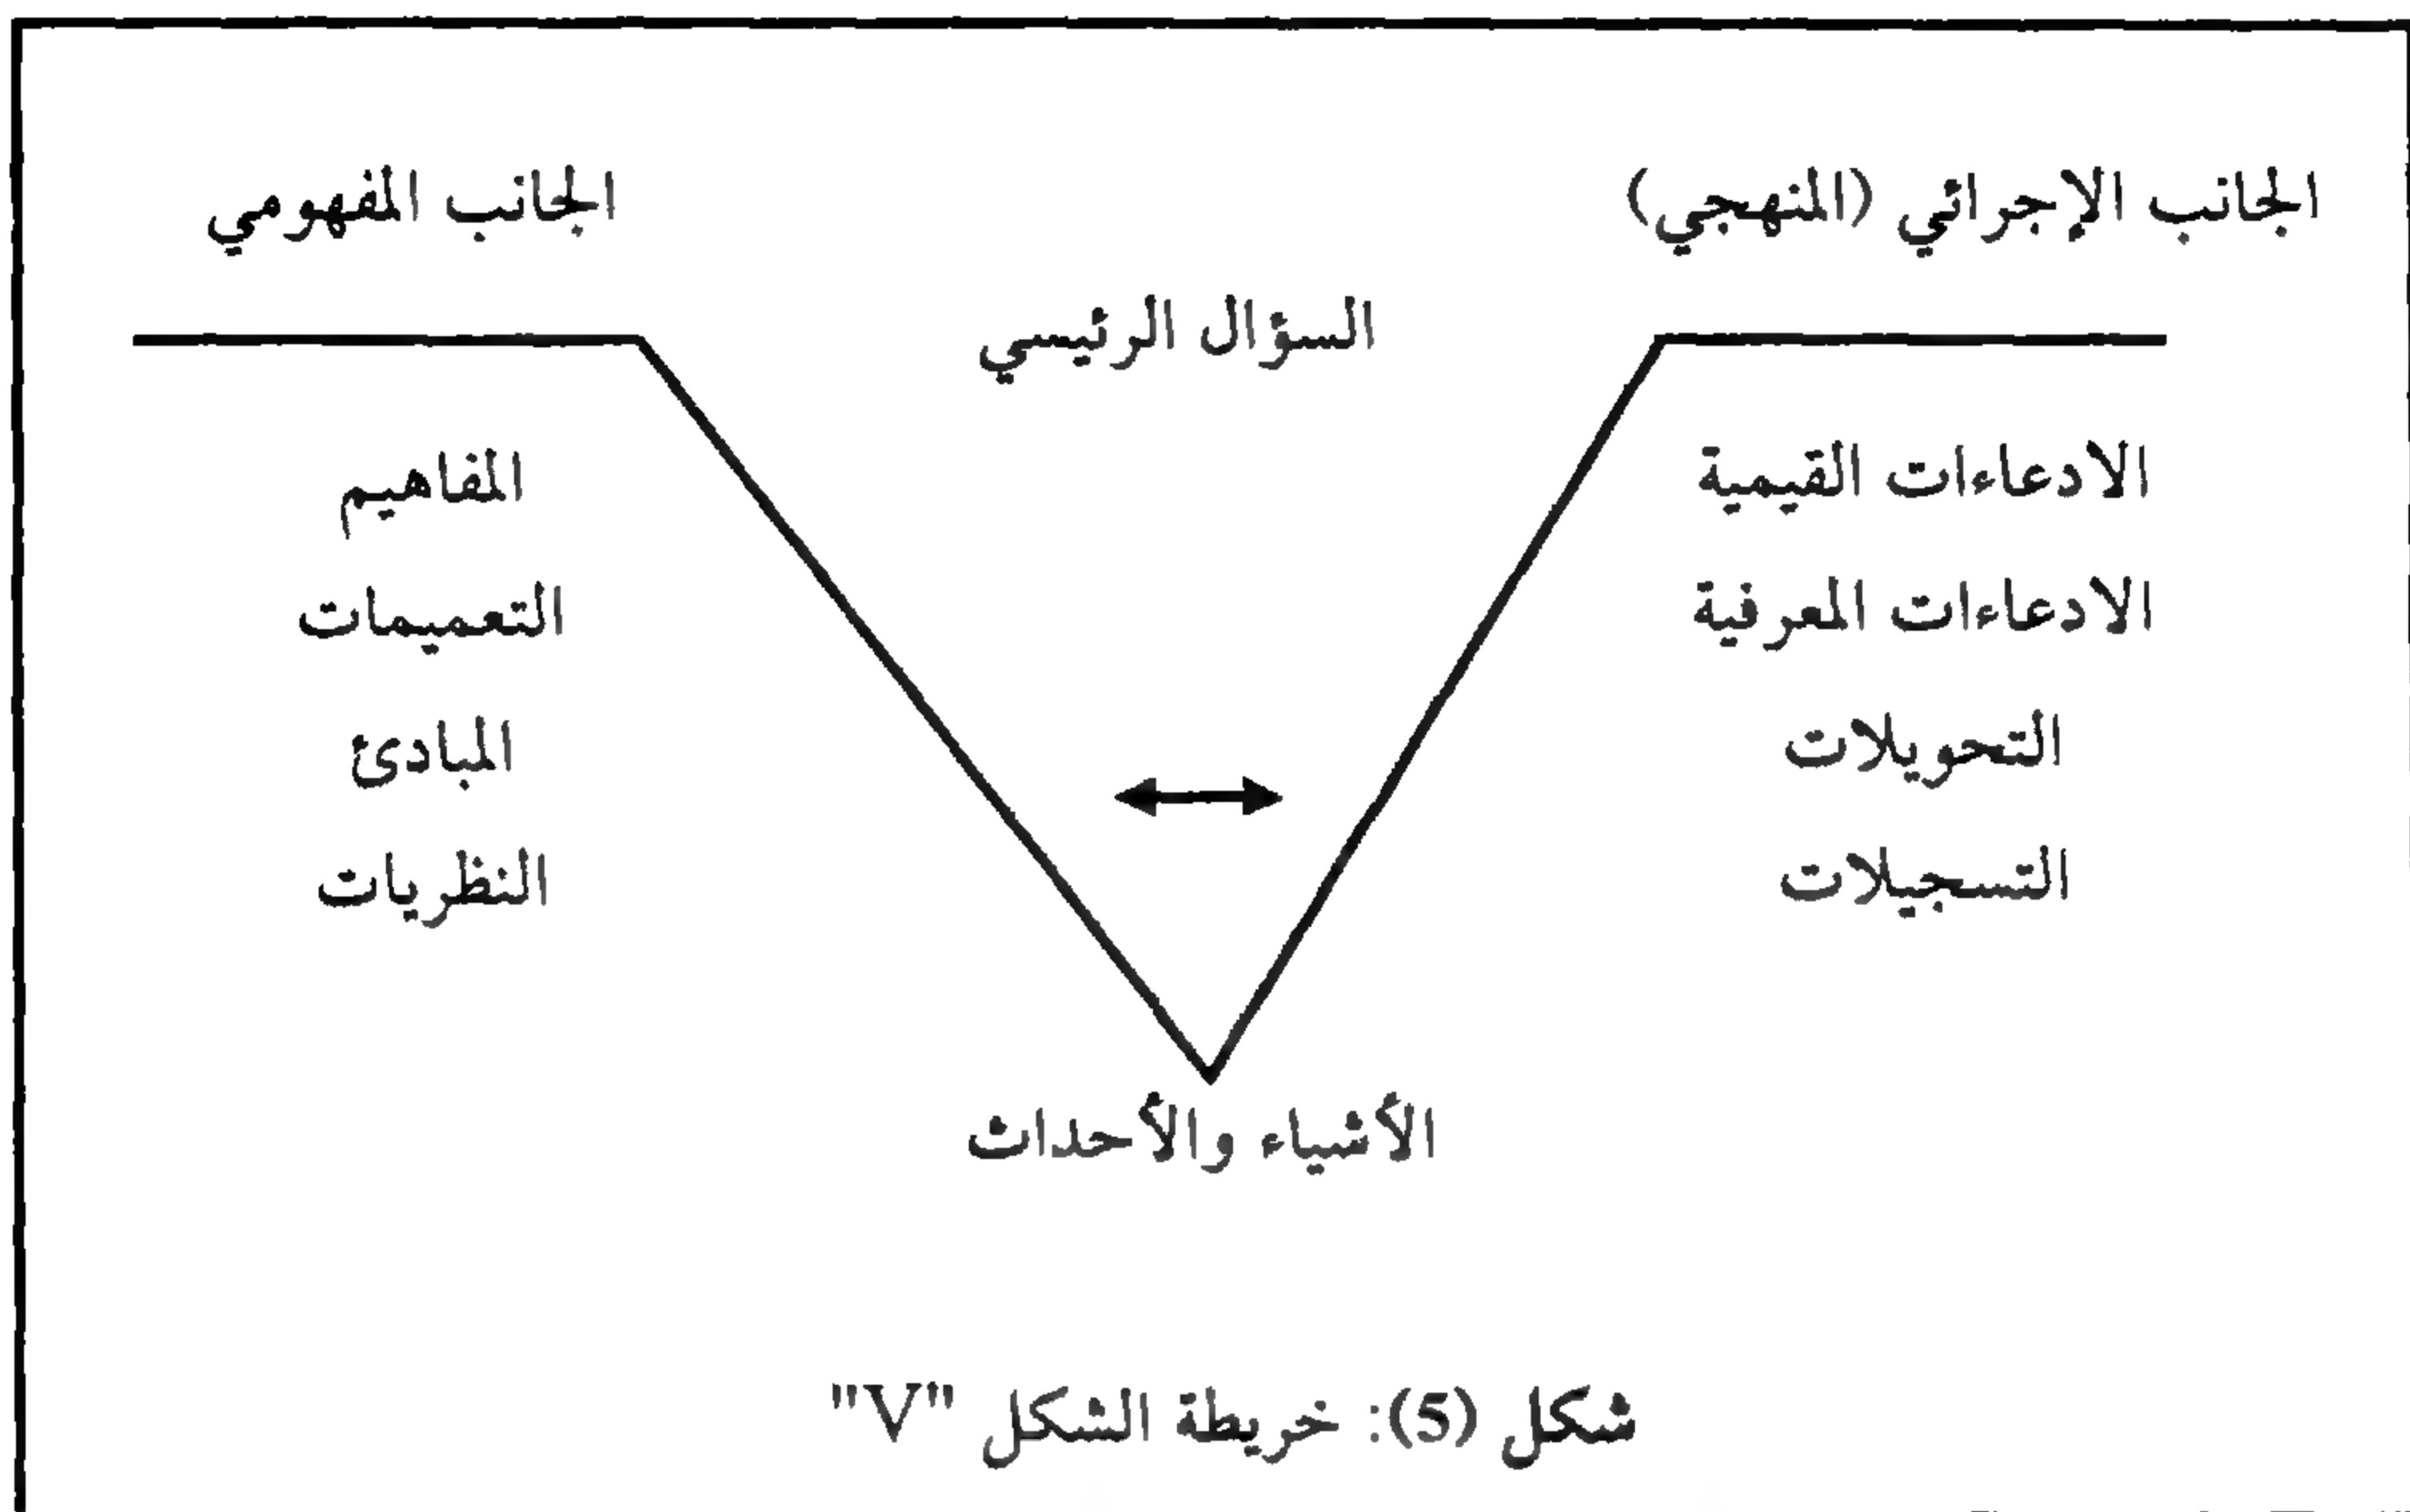 الجانب الإجرائي (المنهجي)
الجانب المفهومي
السؤال الرئيسي
الادعاءات القيمية
المفاهيم
الادعاءات المعرفية
التعميمات
التحويلات
المبادئ
التسجيلات
النظريات
الأشياء والأحداث
شكل (5): خريطة الشكل "V"